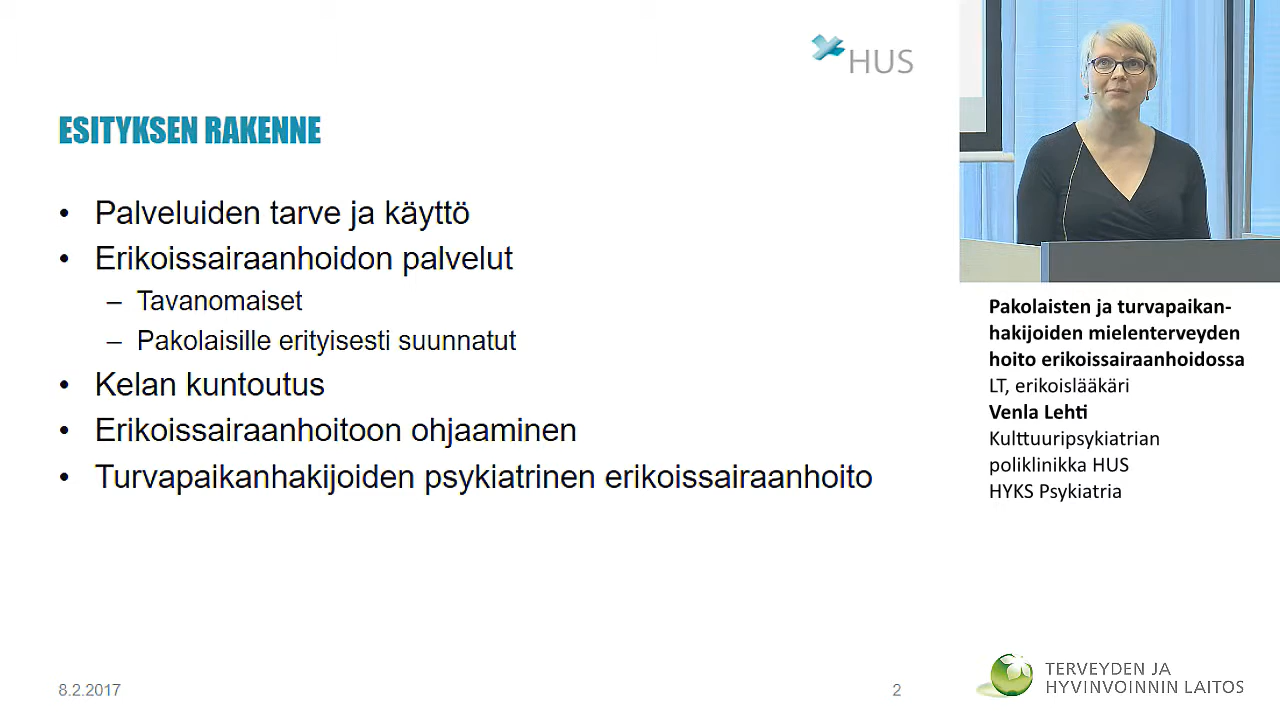 HUS
ESITYKSEN RAKENNE
• Palveluiden tarve ja käyttö
• Erikoissairaanhoidon palvelut
– Tavanomaiset
– Pakolaisille erityisesti suunnatut
• Kelan kuntoutus
• Erikoissairaanhoitoon ohjaaminen
• Turvapaikanhakijoiden psykiatrinen erikoissairaanhoito
8.2.2017
2
Pakolaisten ja turvapaikan-
hakijoiden mielenterveyden
hoito erikoissairaanhoidossa
LT, erikoislääkäri
Venla Lehti
Kulttuuripsykiatrian
poliklinikka HUS
HYKS Psykiatria
TERVEYDEN JA
HYVINVOINNIN LAITOS